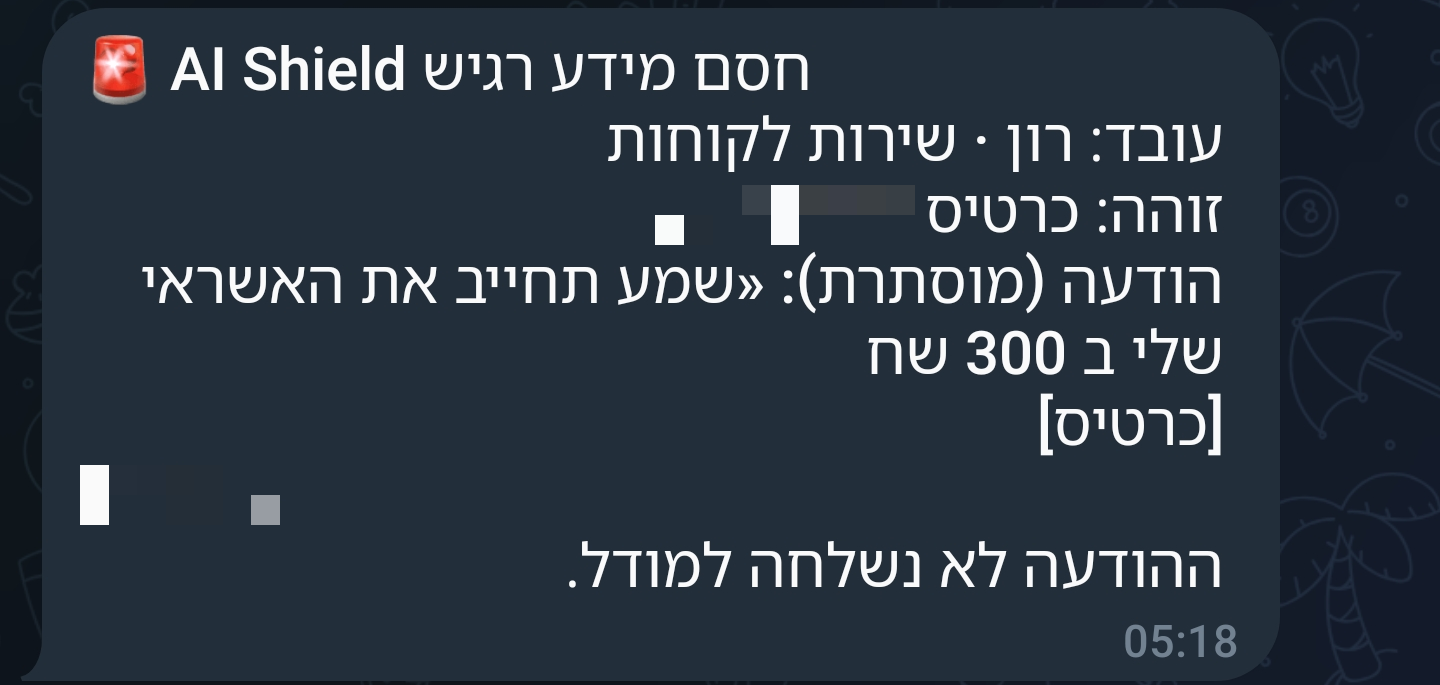 🚨 AI Shield חסם מידע רגיש
עובד: רון · שירות לקוחות
זוהה: כרטיס
הודעה (מוסתרת): «שמע תחייב את האשראי
שלי ב 300 שח
[כרטיס]
ההודעה לא נשלחה למודל.
05:18